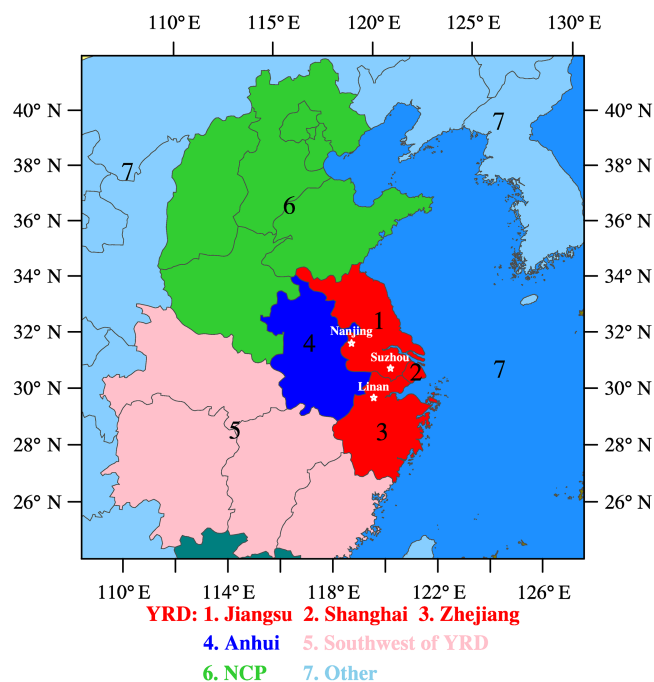 110° E 115° E 120° E 125° E 130° E
40° N 7 40° N
38° N 7 38° N
36° N 6 36° N
34° N 34° N
32° N 1 32° N
Nanjing
4
Suzhou
30° N 2 7 30° N
Linan
28° N 5 3 28° N
26° N 26° N
110° E 114° E 118° E 122° E 126° E
YRD: 1. Jiangsu 2. Shanghai 3. Zhejiang
4. Anhui 5. Southwest of YRD
6. NCP 7. Other